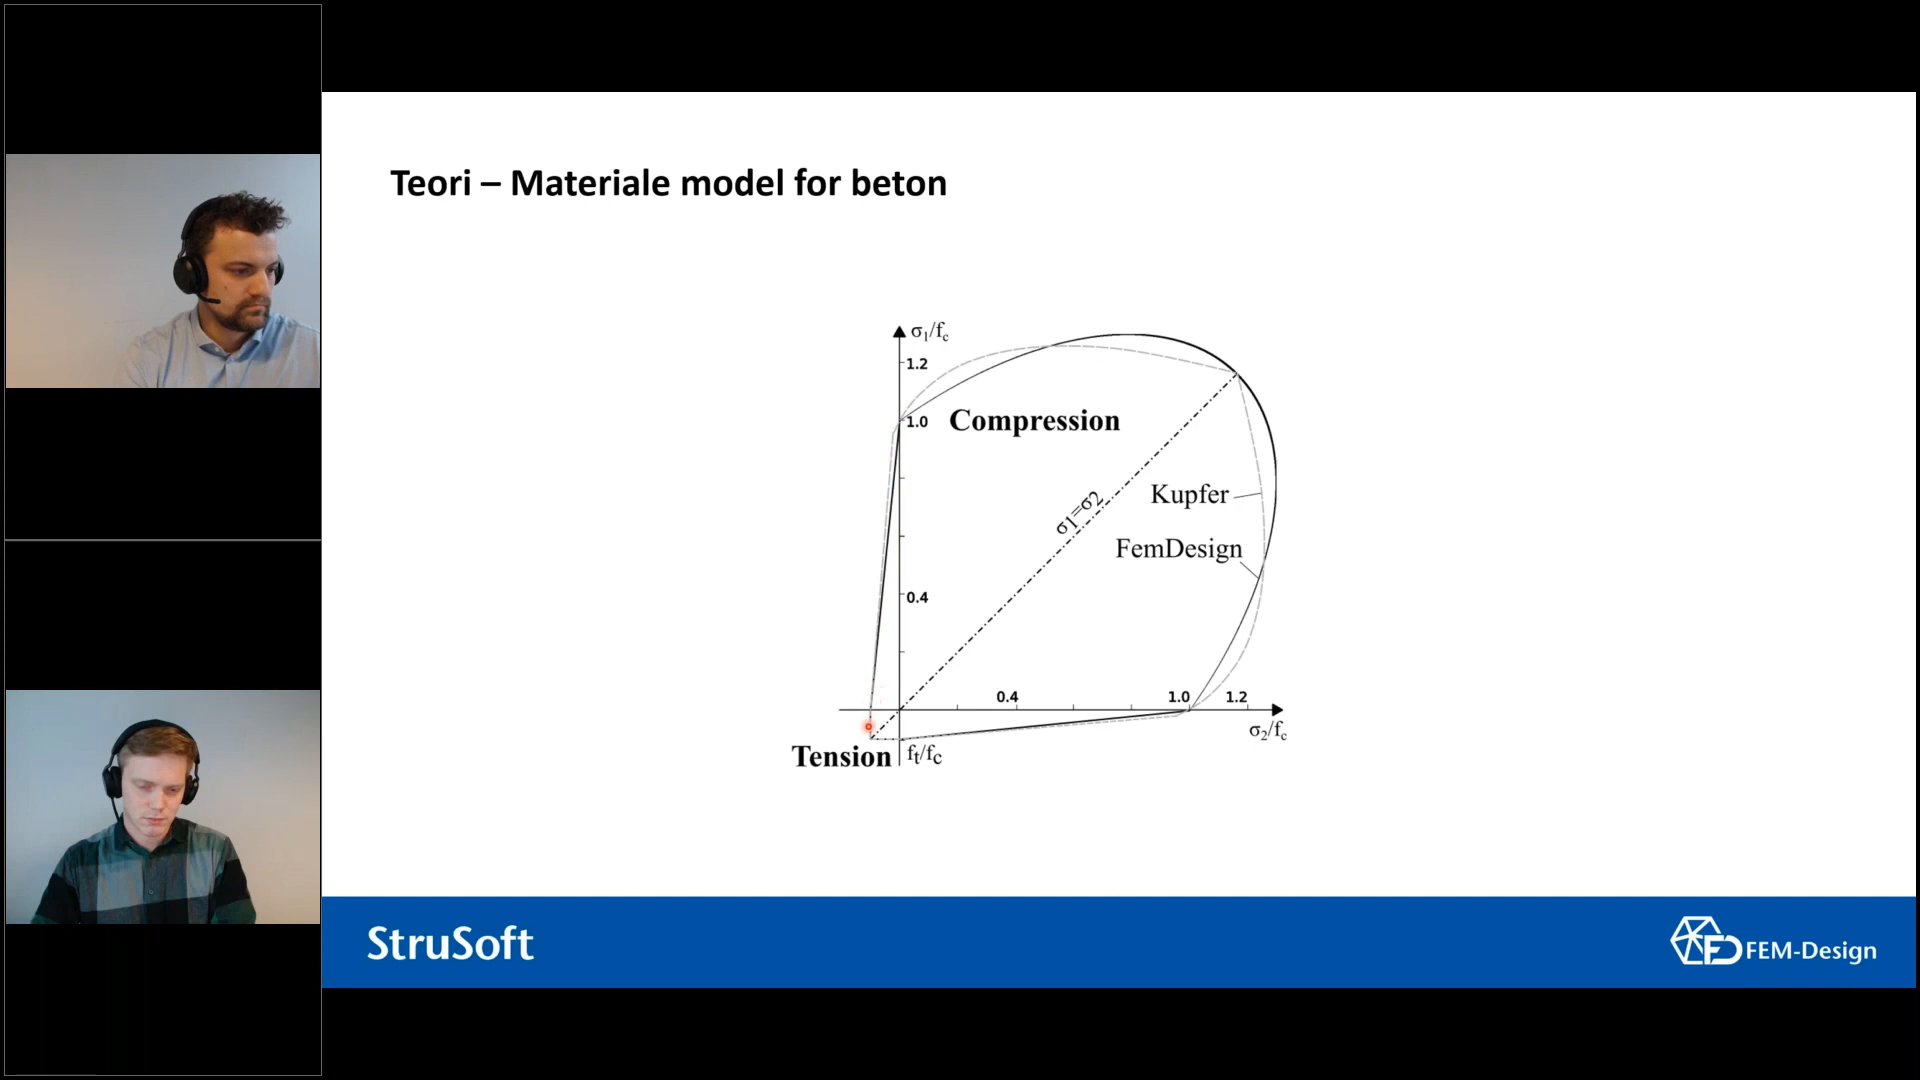 Teori – Materiale model for beton
σ1/fc
1.2
1.0
Compression
Kupfer
σ1=σ2
FemDesign
0.4
0.4
1.0
1.2
σ2/fc
Tension
ft/fc
StruSoft
FD FEM-Design